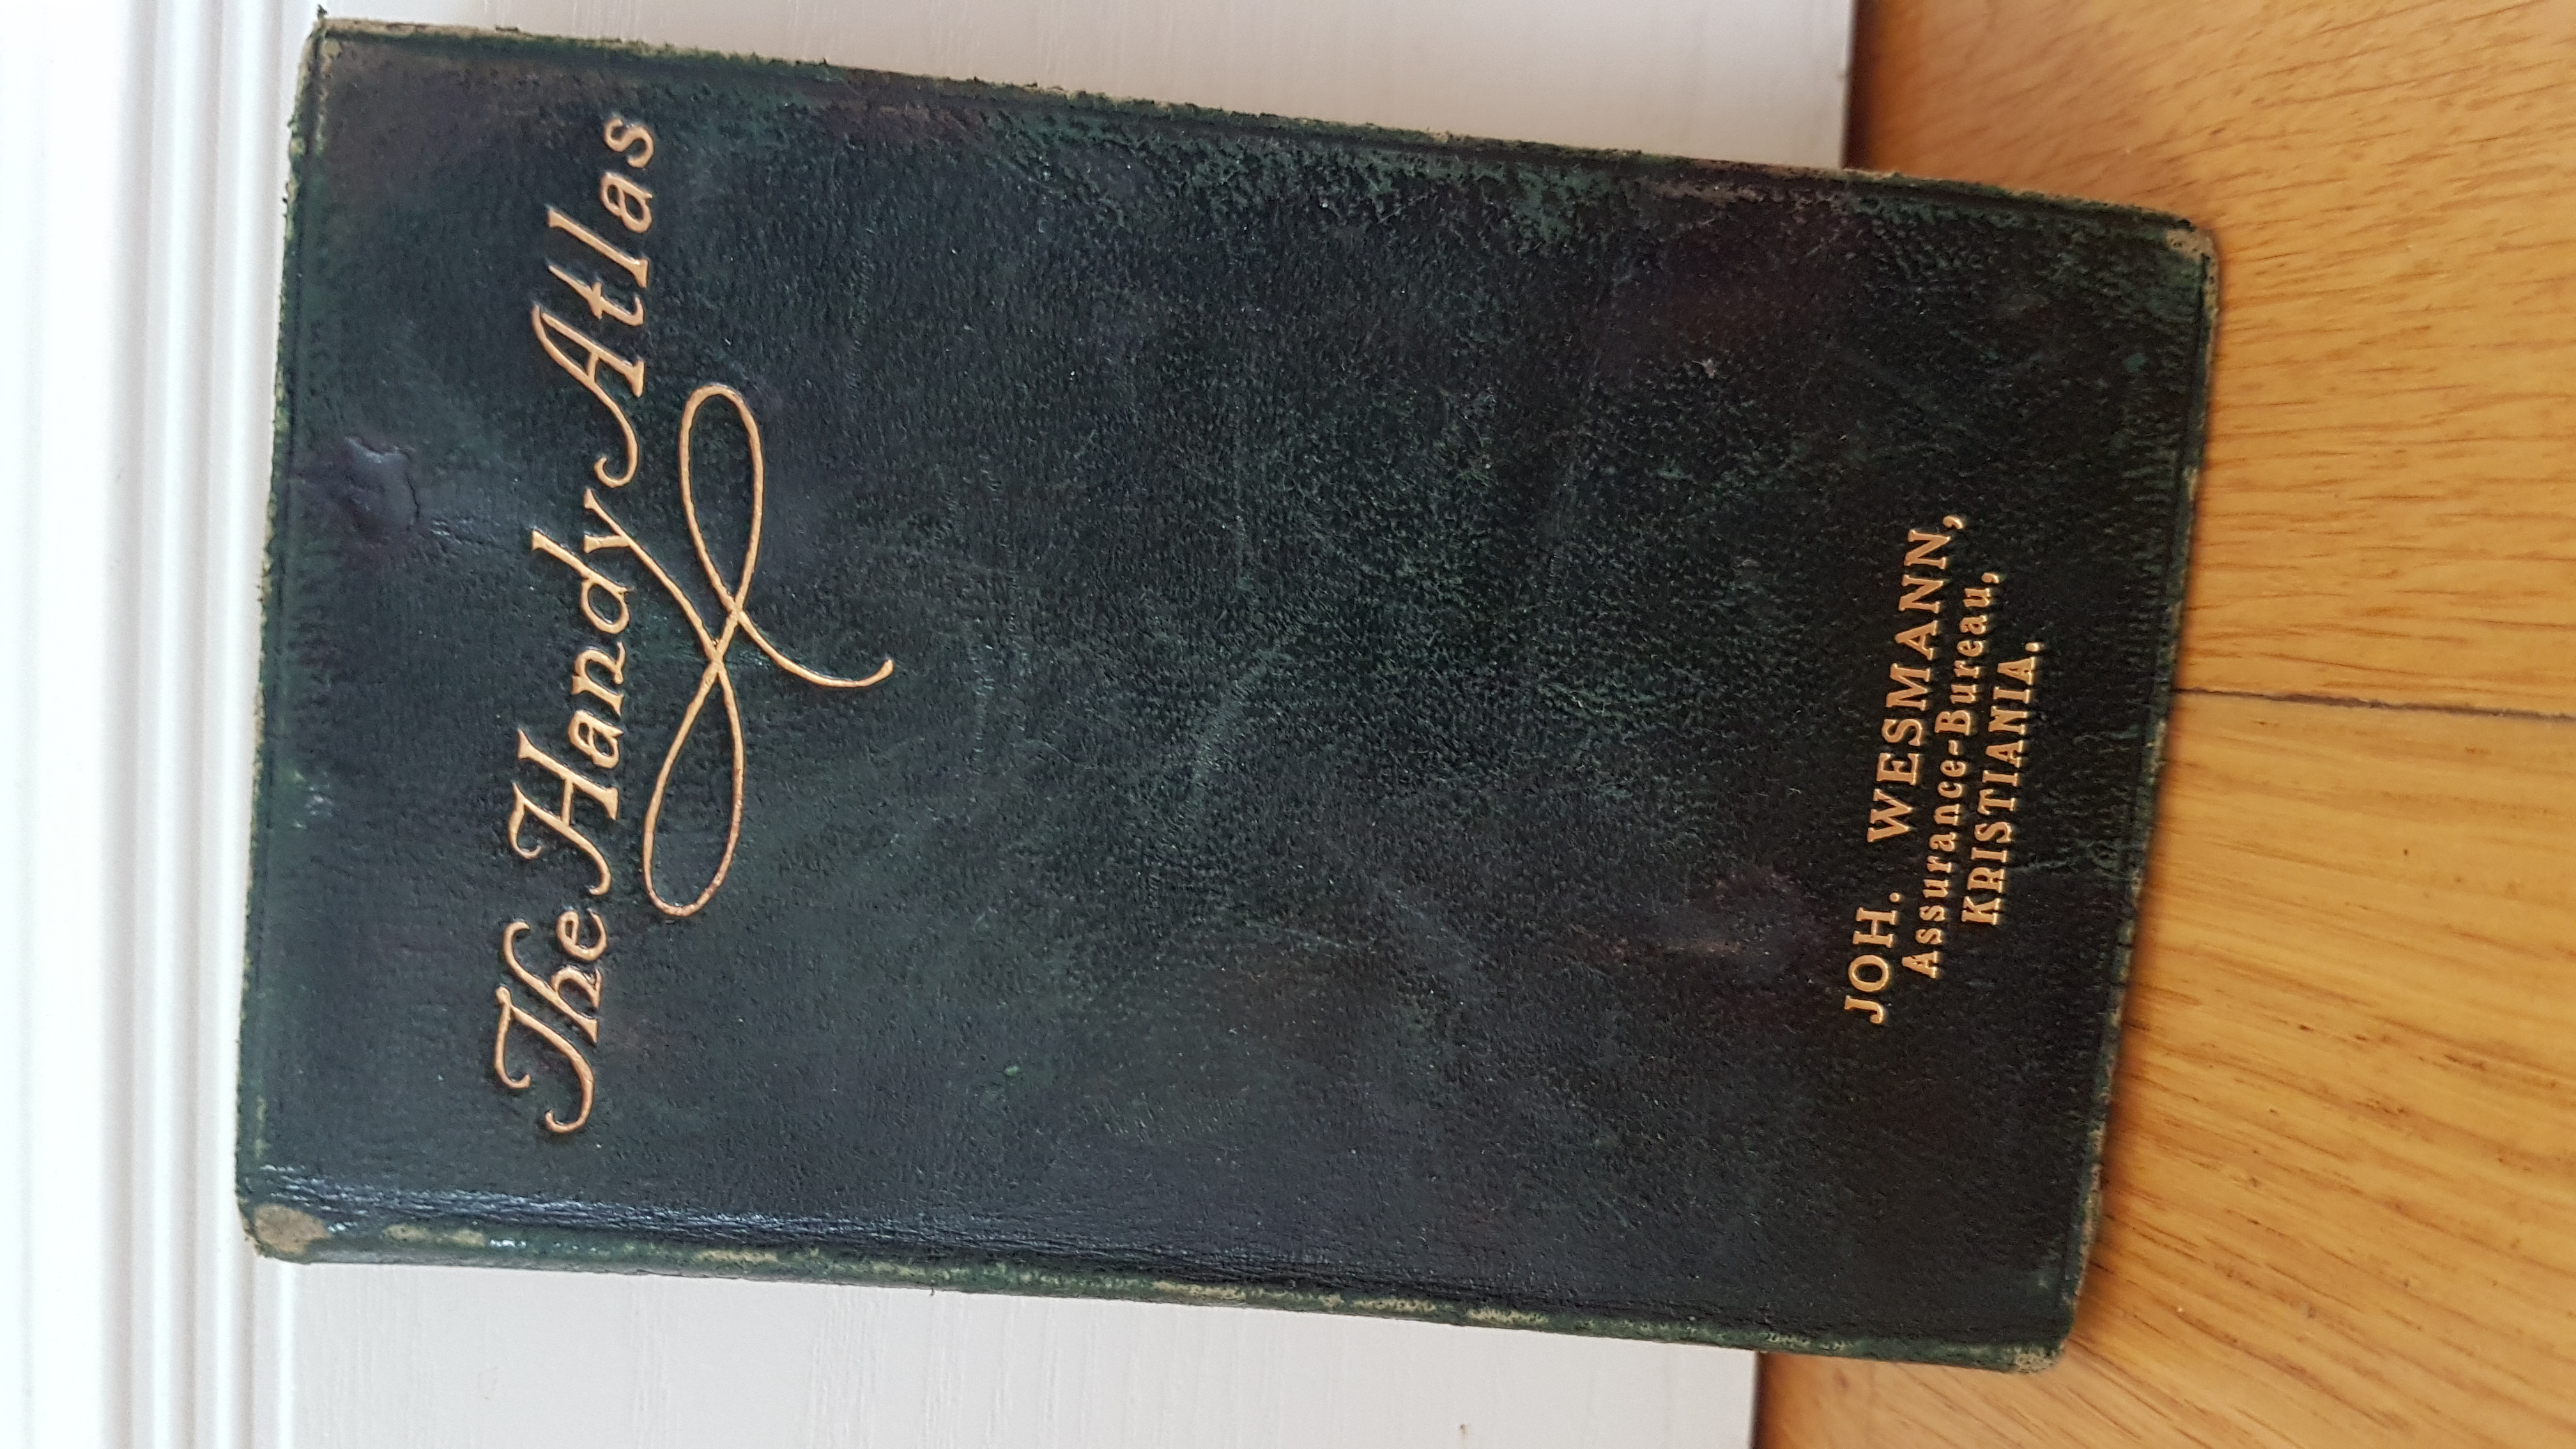 The Handy Atlas
JOH. WESMANN,
Assurance-Bureau,
KRISTIANIA.